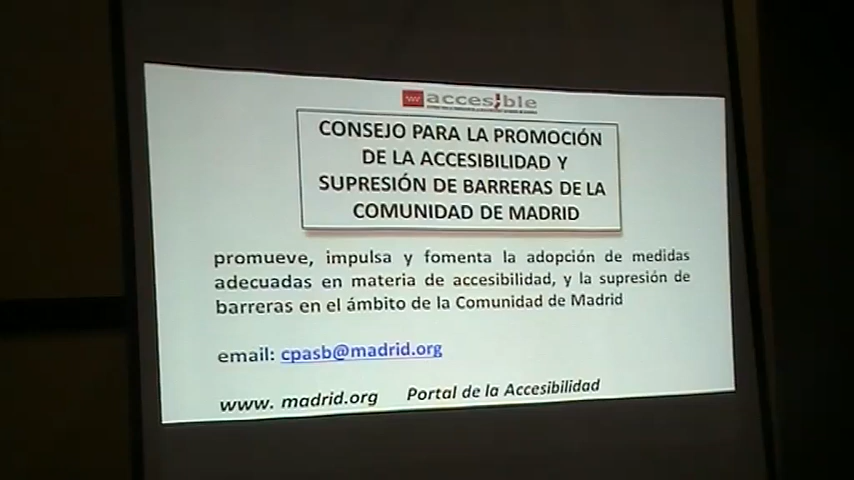 acces;ble
CONSEJO PARA LA PROMOCIÓN
DE LA ACCESIBILIDAD Y
SUPRESIÓN DE BARRERAS DE LA
COMUNIDAD DE MADRID
promueve, impulsa y fomenta la adopción de medidas
adecuadas en materia de accesibilidad, y la supresión de
barreras en el ámbito de la Comunidad de Madrid
email: cpasb@madrid.org
www. madrid.org Portal de la Accesibilidad